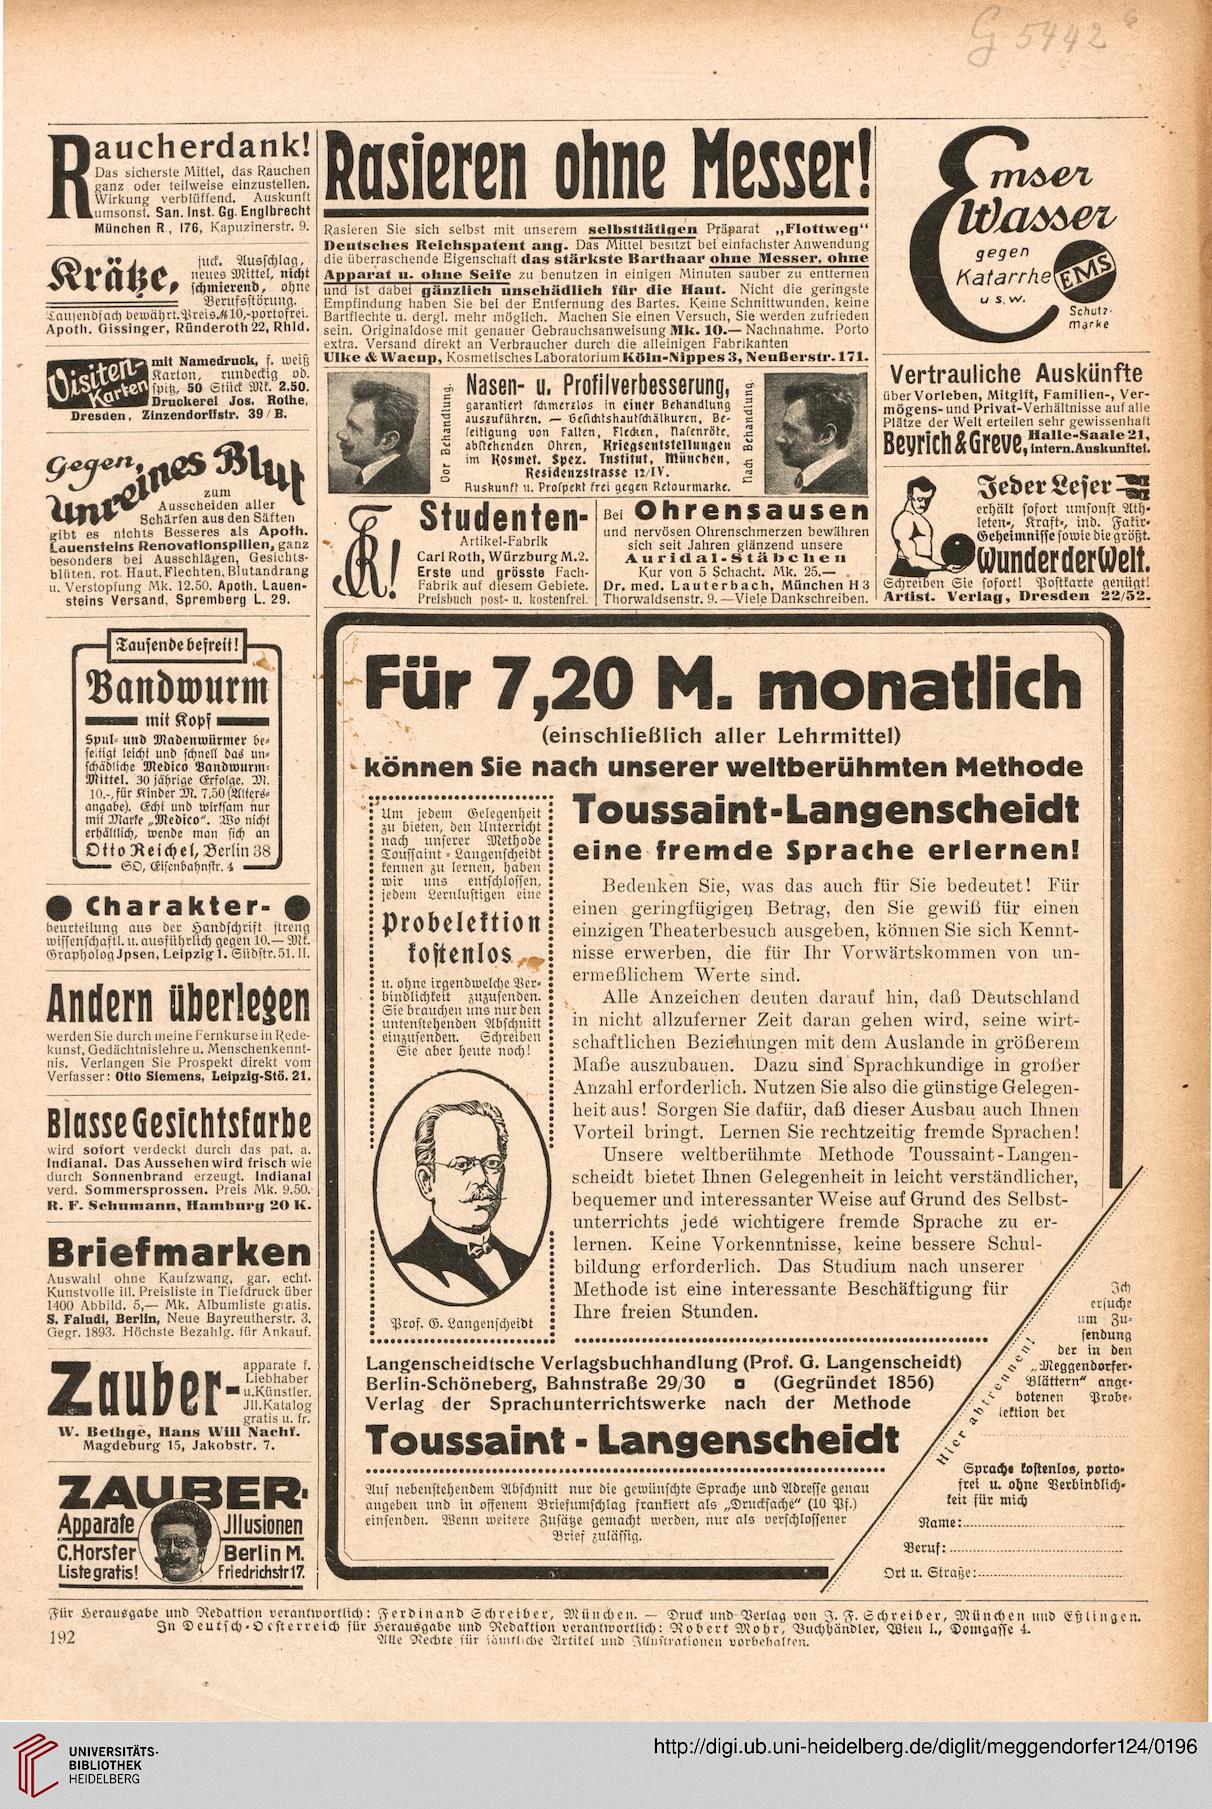 G 5442 6
Raucherdank!
Das sicherste Mittel, das Rauchen
ganz oder teilweise einzustellen.
Wirkung verblüffend. Auskunft
umsonst. San. Inst. Gg. Englbrecht
München R, 176, Kapuzinerstr. 9.
Krätze,
juck. Ausschlag,
neues Mittel, nicht
schmierend, ohne
Berufsstörung.
Tausendfach bewährt. Preis ℳ 10,- portofrei.
Apoth. Gissinger, Ründeroth 22, Rhld.
Visiten-
Karten
mit Namedruck, f. weiß
Karton, rundeckig od.
spitz, 50 Stück Mk. 2.50.
Druckerei Jos. Rothe,
Dresden, Zinzendorffstr. 39/B.
Gegen
unreines Blut
zum
Ausscheiden aller
Schärfen aus den Säften
gibt es nichts Besseres als Apoth.
Lauensteins Renovationspillen, ganz
besonders bei Ausschlägen, Gesichts-
blüten, rot. Haut, Flechten, Blutandrang
u. Verstopfung Mk. 12.50. Apoth. Lauen-
steins Versand, Spremberg L. 29.
Tausende befreit!
Bandwurm
mit Kopf
Spul- und Madenwürmer be-
seitigt leicht und schnell das un-
schädliche Medico Bandwurm-
Mittel. 30 jährige Erfolge. M.
10.-, für Kinder M. 7.50 (Alters-
angabe). Echt und wirksam nur
mit Marke „Medico“. Wo nicht
erhältlich, wende man sich an
Otto Reichel, Berlin 38
SO, Eisenbahnstr. 4
Charakter-
beurteilung aus der Handschrift streng
wissenschaftl. u. ausführlich gegen 10.— Mk.
Grapholog Jpsen, Leipzig 1. Südstr. 51. II.
Andern überlegen
werden Sie durch meine Fernkurse in Rede-
kunst, Gedächtnislehre u. Menschenkennt-
nis. Verlangen Sie Prospekt direkt vom
Verfasser: Otto Siemens, Leipzig-Stö. 21.
Blasse Gesichtsfarbe
wird sofort verdeckt durch das pat. a.
Indianal. Das Aussehen wird frisch wie
durch Sonnenbrand erzeugt. Indianal
verd. Sommersprossen. Preis Mk. 9.50.
R. F. Schumann, Hamburg 20 K.
Briefmarken
Auswahl ohne Kaufzwang, gar. echt.
Kunstvolle ill. Preisliste in Tiefdruck über
1400 Abbild. 5,— Mk. Albumliste gratis.
S. Faludi, Berlin, Neue Bayreutherstr. 3.
Gegr. 1893. Höchste Bezahlg. für Ankauf.
Zauber-
apparate f.
Liebhaber
u. Künstler.
Jll. Katalog
gratis u. fr.
W. Bethge, Hans Will Nachf.
Magdeburg 15, Jakobstr. 7.
ZAUBER-
Apparate Jllusionen
C. Horster Berlin M.
Liste gratis! Friedrichstr 17.
Rasieren ohne Messer!
Rasieren Sie sich selbst mit unserem selbsttätigen Präparat „Flottweg“
Deutsches Reichspatent ang. Das Mittel besitzt bei einfachster Anwendung
die überraschende Eigenschaft das stärkste Barthaar ohne Messer, ohne
Apparat u. ohne Seife zu benutzen in einigen Minuten sauber zu entfernen
und ist dabei gänzlich unschädlich für die Haut. Nicht die geringste
Empfindung haben Sie bei der Entfernung des Bartes. Keine Schnittwunden, keine
Bartflechte u. dergl. mehr möglich. Machen Sie einen Versuch, Sie werden zufrieden
sein. Originaldose mit genauer Gebrauchsanweisung Mk. 10.— Nachnahme. Porto
extra. Versand direkt an Verbraucher durch die alleinigen Fabrikanten
Ulke & Wacup, Kosmetisches Laboratorium Köln-Nippes 3, Neußerstr. 171.
Vor Behandlung
Nasen- u. Profilverbesserung,
garantiert schmerzlos in einer Behandlung
auszuführen. — Gesichtshautschälkuren, Be-
seitigung von Falten, Flecken, Nasenröte,
abstehenden Ohren, Kriegsentstellungen
im Kosmet. Spez. Institut, München,
Residenzstrasse 12/IV.
Auskunft u. Prospekt frei gegen Retourmarke.
Nach Behandlung
Studenten-
Artikel-Fabrik
Carl Roth, Würzburg M. 2.
Erste und grösste Fach-
Fabrik auf diesem Gebiete.
Preisbuch post- u. kostenfrei.
Bei Ohrensausen
und nervösen Ohrenschmerzen bewähren
sich seit Jahren glänzend unsere
Auridal-Stäbchen
Kur von 5 Schacht. Mk. 25.—
Dr. med. Lauterbach, München H 3
Thorwaldsenstr. 9. — Viele Dankschreiben.
Emser
Wasser
gegen
Katarrhe
u. s. w.
EMS
Schutz-
marke
Vertrauliche Auskünfte
über Vorleben, Mitgift, Familien-, Ver-
mögens- und Privat-Verhältnisse auf alle
Plätze der Welt erteilen sehr gewissenhaft
Beyrich & Greve, Halle-Saale 21,
Intern. Auskunftei.
Jeder Leser
erhält sofort umsonst Ath-
leten-, Kraft-, ind. Fakir-
Geheimnisse sowie die größt.
Wunder der Welt.
Schreiben Sie sofort! Postkarte genügt!
Artist. Verlag, Dresden 22/52.
Für 7,20 M. monatlich
(einschließlich aller Lehrmittel)
können Sie nach unserer weltberühmten Methode
Toussaint-Langenscheidt
eine fremde Sprache erlernen!
Um jedem Gelegenheit
zu bieten, den Unterricht
nach unserer Methode
Toussaint-Langenscheidt
kennen zu lernen, haben
wir uns entschlossen,
jedem Lernlustigen eine
Probelektion
kostenlos
u. ohne irgendwelche Ver-
bindlichkeit zuzusenden.
Sie brauchen uns nur den
untenstehenden Abschnitt
einzusenden. Schreiben
Sie aber heute noch!
Prof. G. Langenscheidt
Bedenken Sie, was das auch für Sie bedeutet! Für
einen geringfügigen Betrag, den Sie gewiß für einen
einzigen Theaterbesuch ausgeben, können Sie sich Kennt-
nisse erwerben, die für Ihr Vorwärtskommen von un-
ermeßlichem Werte sind.
Alle Anzeichen deuten darauf hin, daß Deutschland
in nicht allzuferner Zeit daran gehen wird, seine wirt-
schaftlichen Beziehungen mit dem Auslande in größerem
Maße auszubauen. Dazu sind Sprachkundige in großer
Anzahl erforderlich. Nutzen Sie also die günstige Gelegen-
heit aus! Sorgen Sie dafür, daß dieser Ausbau auch Ihnen
Vorteil bringt. Lernen Sie rechtzeitig fremde Sprachen!
Unsere weltberühmte Methode Toussaint-Langen-
scheidt bietet Ihnen Gelegenheit in leicht verständlicher,
bequemer und interessanter Weise auf Grund des Selbst-
unterrichts jede wichtigere fremde Sprache zu er-
lernen. Keine Vorkenntnisse, keine bessere Schul-
bildung erforderlich. Das Studium nach unserer
Methode ist eine interessante Beschäftigung für
Ihre freien Stunden.
Langenscheidtsche Verlagsbuchhandlung (Prof. G. Langenscheidt)
Berlin-Schöneberg, Bahnstraße 29/30 (Gegründet 1856)
Verlag der Sprachunterrichtswerke nach der Methode
Toussaint - Langenscheidt
Auf nebenstehendem Abschnitt nur die gewünschte Sprache und Adresse genau
angeben und in offenem Briefumschlag frankiert als „Drucksache“ (10 Pf.)
einsenden. Wenn weitere Zusätze gemacht werden, nur als verschlossener
Brief zulässig.
Hier abtrennen!
Ich
ersuche
um Zu-
sendung
der in den
„Meggendorfer-
Blättern“ ange-
botenen Probe-
lektion der
Sprache kostenlos, porto-
frei u. ohne Verbindlich-
keit für mich
Name:
Beruf:
Ort u. Straße:
Für Herausgabe und Redaktion verantwortlich: Ferdinand Schreiber, München. — Druck und Verlag von J. F. Schreiber, München und Eßlingen.
In Deutsch-Oesterreich für Herausgabe und Redaktion verantwortlich: Robert Mohr, Buchhändler, Wien I., Domgasse 4.
192
Alle Rechte für sämtliche Artikel und Illustrationen vorbehalten.
UNIVERSITÄTS-
BIBLIOTHEK
HEIDELBERG
http://digi.ub.uni-heidelberg.de/diglit/meggendorfer124/0196